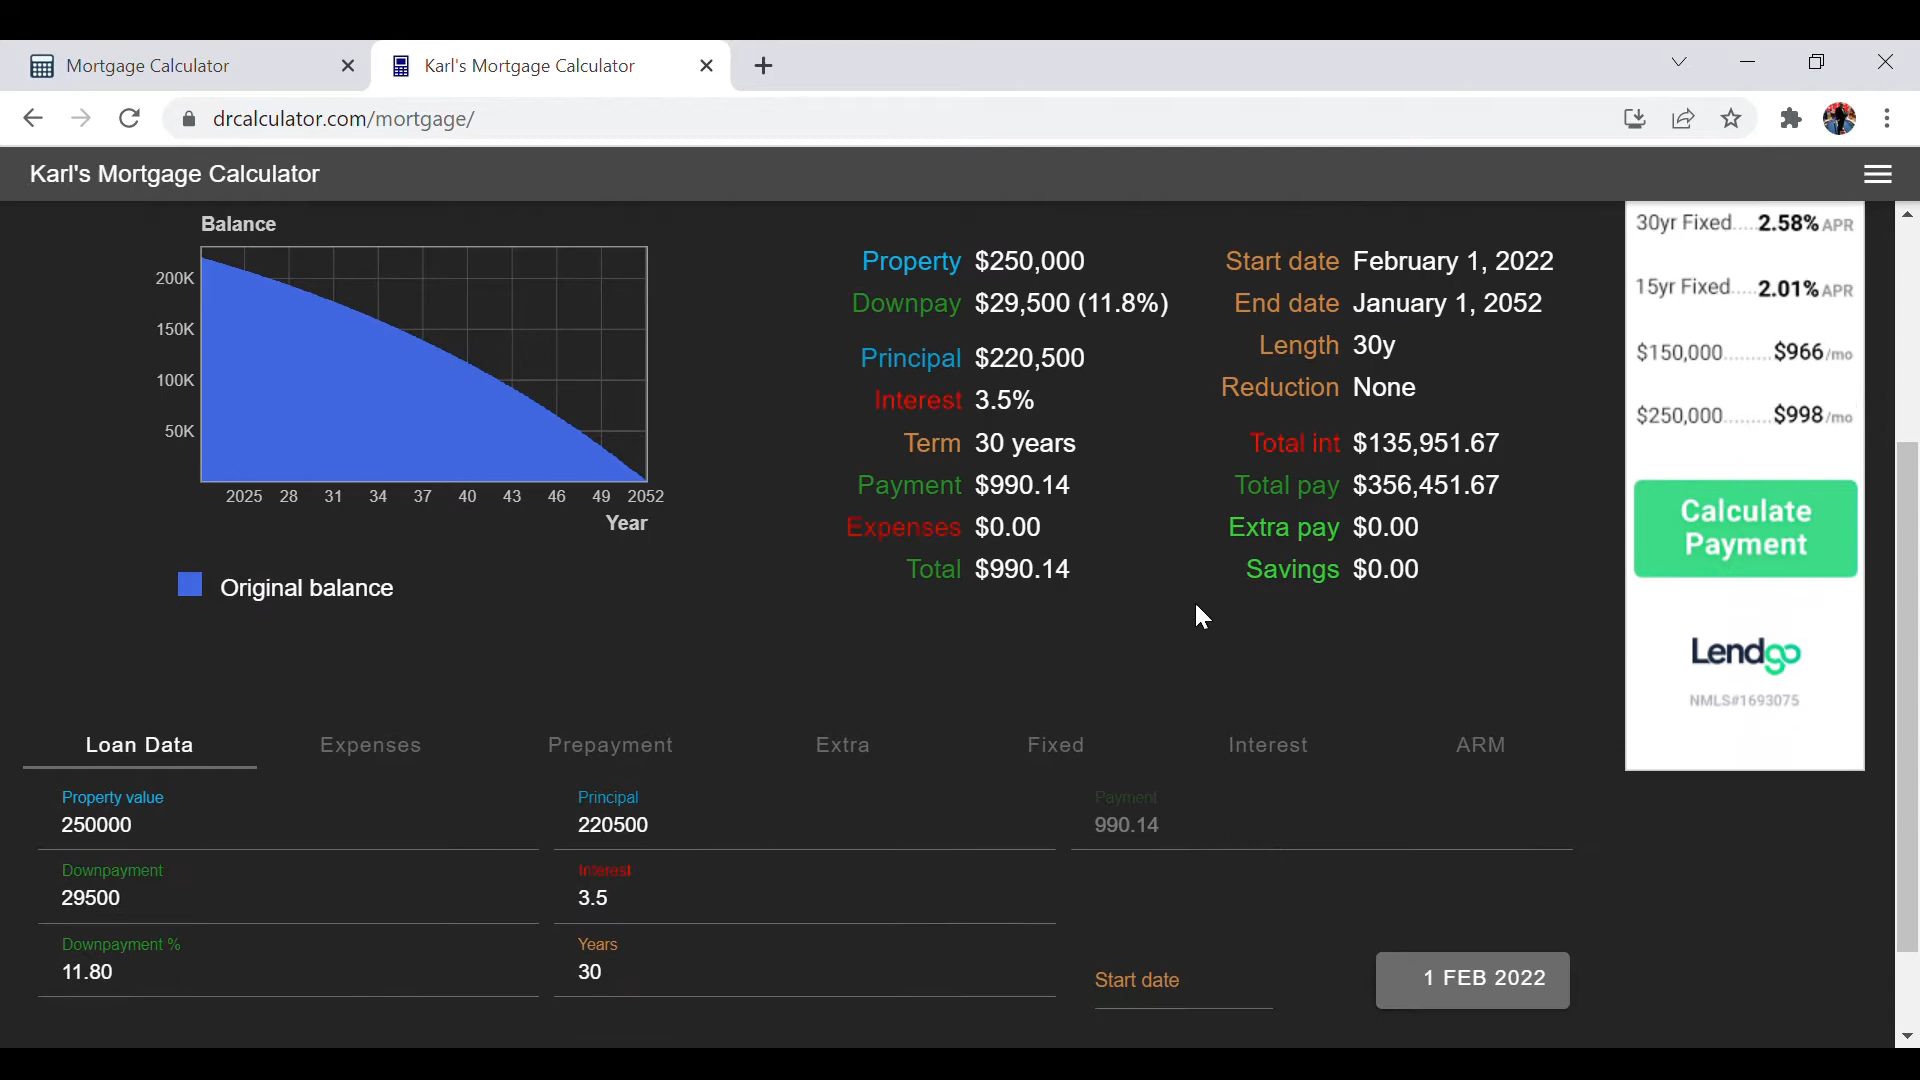 Mortgage Calculator
Karl's Mortgage Calculator
drcalculator.com/mortgage/
Karl's Mortgage Calculator
Balance
200K
150K
100K
50K
2025 28 31 34 37 40 43 46 49 2052
Year
Original balance
Property $250,000
Downpay $29,500 (11.8%)
Principal $220,500
Interest 3.5%
Term 30 years
Payment $990.14
Expenses $0.00
Total $990.14
Start date February 1, 2022
End date January 1, 2052
Length 30y
Reduction None
Total int $135,951.67
Total pay $356,451.67
Extra pay $0.00
Savings $0.00
30yr Fixed.....2.58% APR
15yr Fixed.....2.01% APR
$150,000.........$966/mo
$250,000.........$998/mo
Calculate
Payment
Lendgo
NMLS#1693075
Loan Data Expenses Prepayment Extra Fixed Interest ARM
Property value Principal Payment
250000 220500 990.14
Downpayment Interest
29500 3.5
Downpayment % Years
11.80 30
Start date 1 FEB 2022